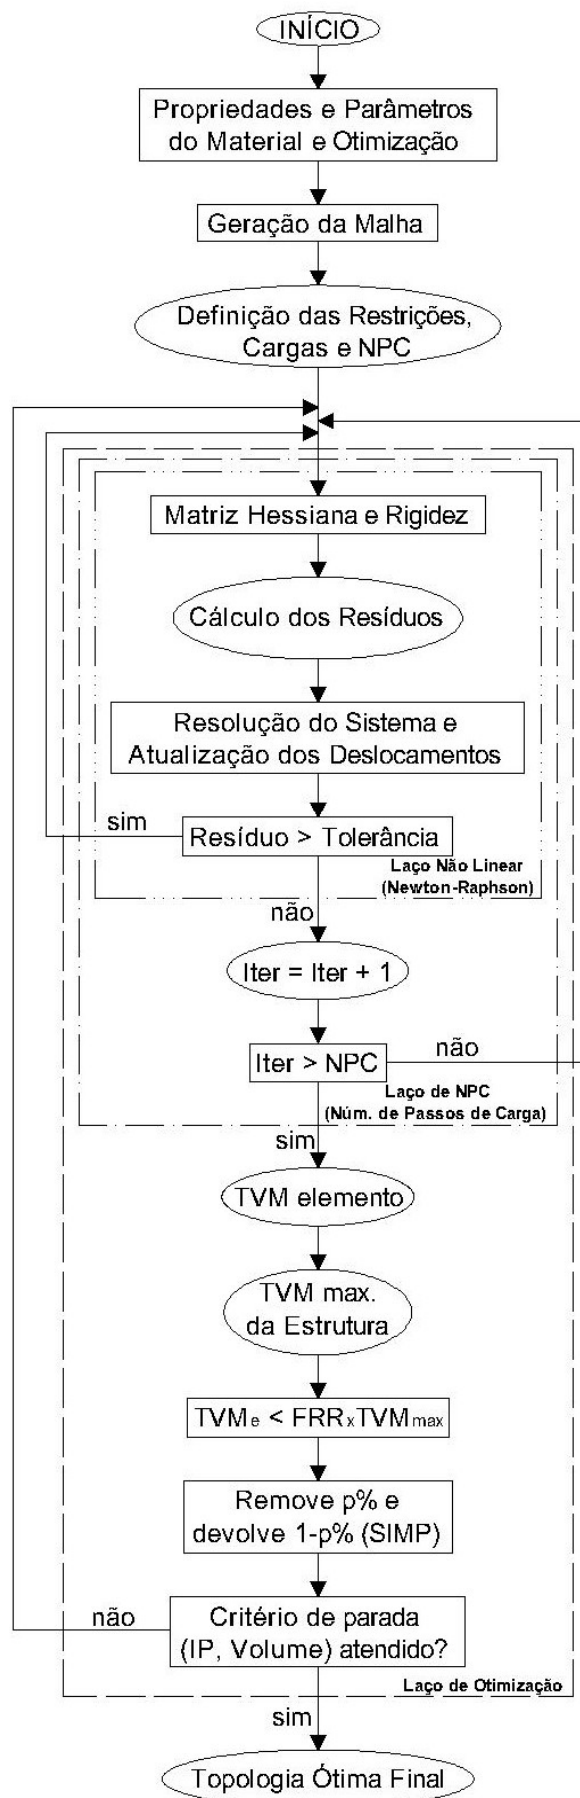 INÍCIO
Propriedades e Parâmetros
do Material e Otimização
Geração da Malha
Definição das Restrições,
Cargas e NPC
Matriz Hessiana e Rigidez
Cálculo dos Resíduos
Resolução do Sistema e
Atualização dos Deslocamentos
sim
Resíduo > Tolerância
Laço Não Linear
(Newton-Raphson)
não
Iter = Iter + 1
Iter > NPC
não
Laço de NPC
(Núm. de Passos de Carga)
sim
TVM elemento
TVM max.
da Estrutura
TVMe < FRRxTVMmax
Remove p% e
devolve 1-p% (SIMP)
não
Critério de parada
(IP, Volume) atendido?
Laço de Otimização
sim
Topologia Ótima Final